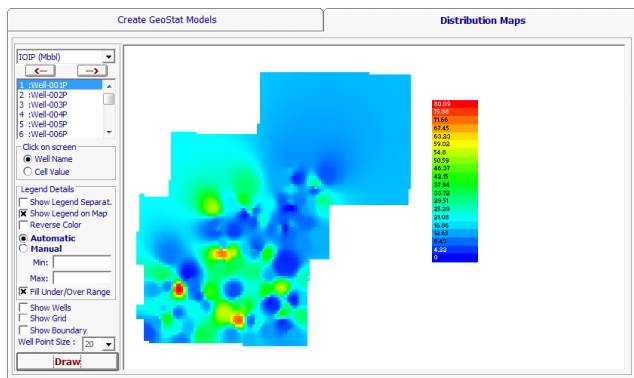 Create GeoStat Models
Distribution Maps
IOIP (Mbbl)
<--
-->
1 :Well-001P
2 :Well-002P
3 :Well-003P
4 :Well-004P
5 :Well-005P
6 :Well-006P
Click on screen
Well Name
Cell Value
Legend Details
Show Legend Separat.
Show Legend on Map
Reverse Color
Automatic
Manual
Min:
Max:
Fill Under/Over Range
Show Wells
Show Grid
Show Boundary
Well Point Size : 20
Draw
80.09
75.88
71.66
67.45
63.23
59.02
54.8
50.59
46.37
42.15
37.94
33.72
29.51
25.29
21.08
16.86
12.65
8.43
4.22
0